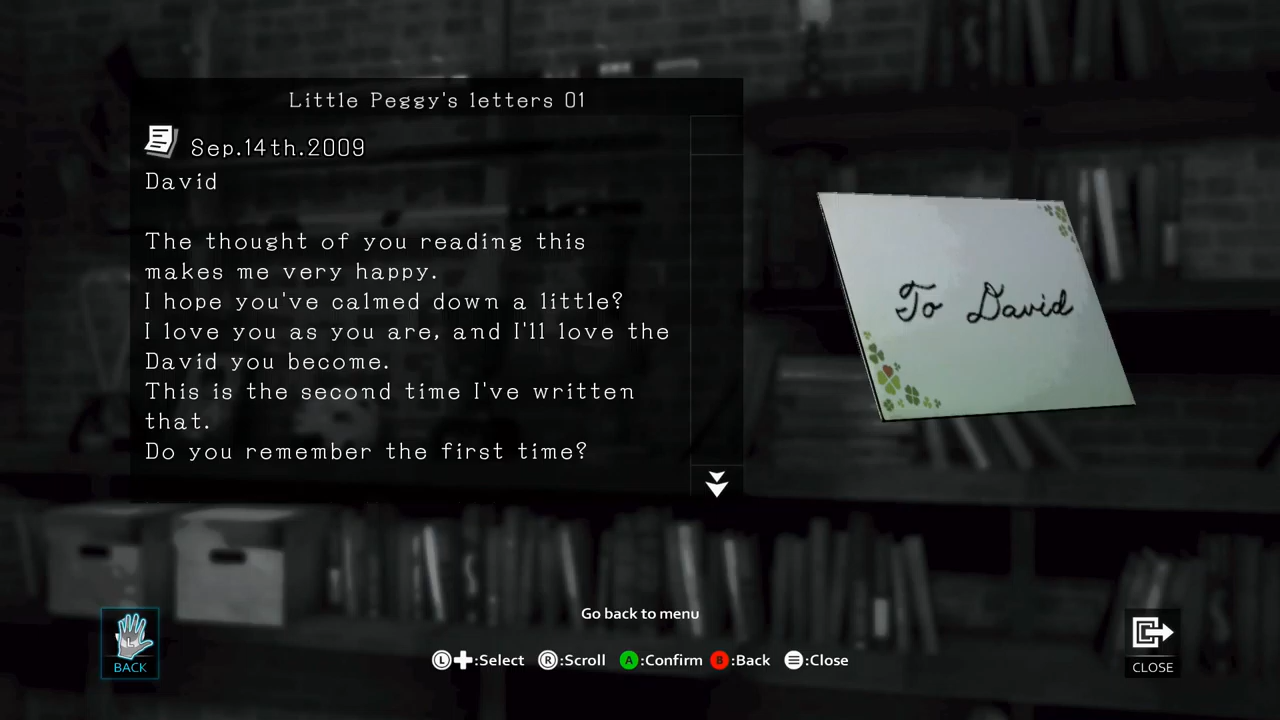 Little Peggy's letters 01
Sep.14th.2009
David
The thought of you reading this
makes me very happy.
I hope you've calmed down a little?
I love you as you are, and I'll love the
David you become.
This is the second time I've written
that.
Do you remember the first time?
To David
Go back to menu
L :Select R :Scroll A :Confirm B :Back :Close
L
BACK
CLOSE